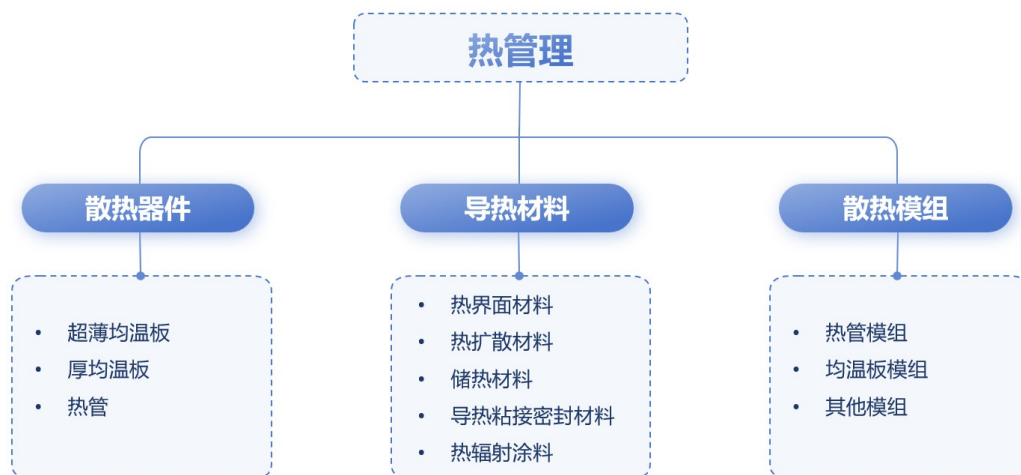 热管理
散热器件
导热材料
散热模组
• 超薄均温板
• 厚均温板
• 热管
• 热界面材料
• 热扩散材料
• 储热材料
• 导热粘接密封材料
• 热辐射涂料
• 热管模组
• 均温板模组
• 其他模组